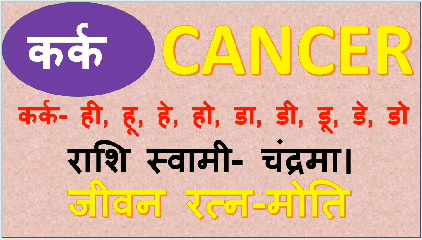 कर्क CANCER
कर्क- ही, हू, हे, हो, डा, डी, डू, डे, डो
राशि स्वामी- चंद्रमा।
जीवन रत्न-मोति